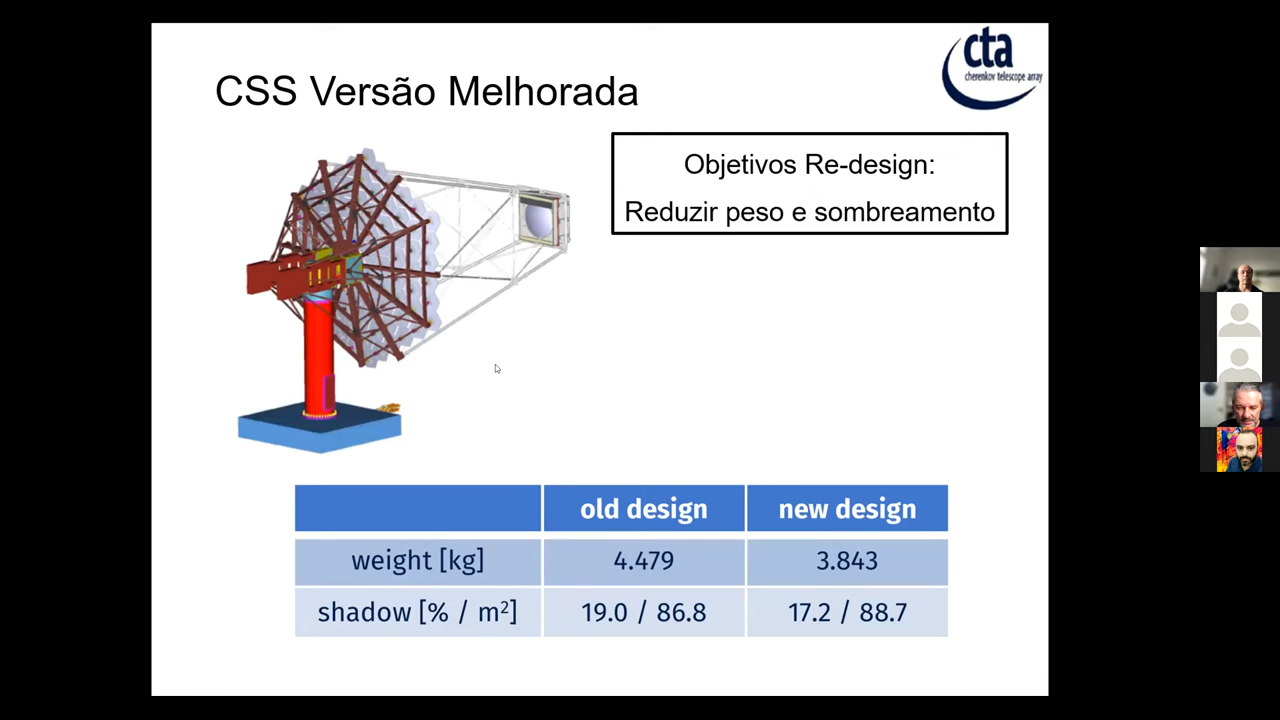 CSS Versão Melhorada
cta
cherenkov telescope array
Objetivos Re-design:
Reduzir peso e sombreamento
old design new design
weight [kg] 4.479 3.843
shadow [% / m²] 19.0 / 86.8 17.2 / 88.7